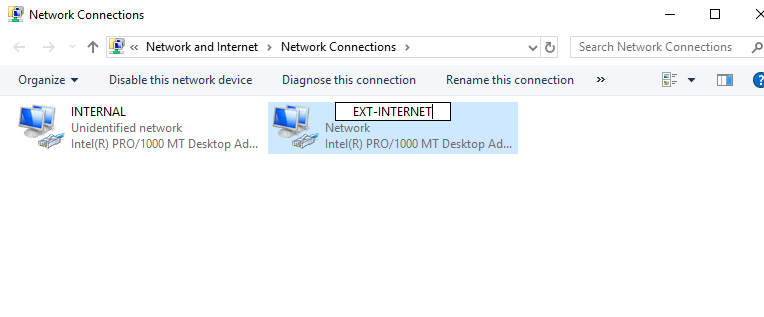 Network Connections
« Network and Internet > Network Connections >
Search Network Connections
Organize Disable this network device Diagnose this connection Rename this connection »
INTERNAL
Unidentified network
Intel(R) PRO/1000 MT Desktop Ad...
EXT-INTERNET
Network
Intel(R) PRO/1000 MT Desktop Ad...